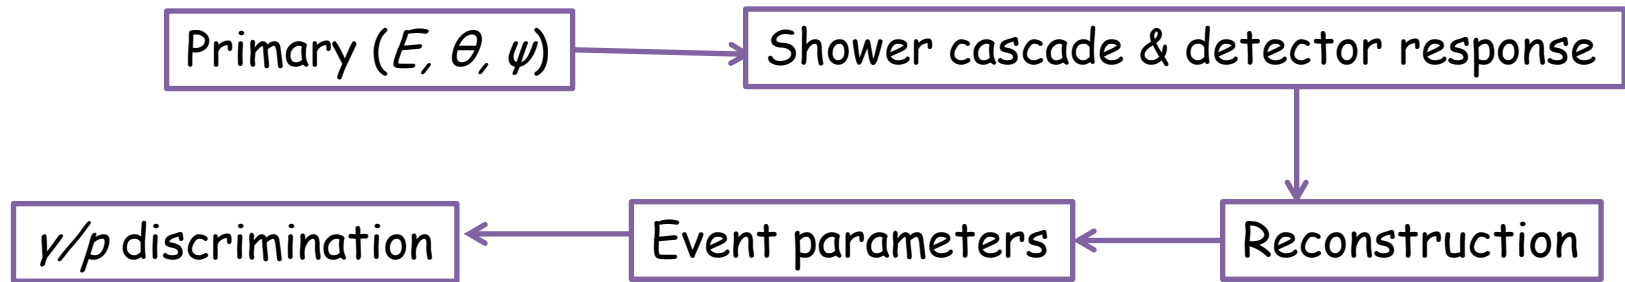 Primary (E, θ, ψ)
Shower cascade & detector response
Reconstruction
Event parameters
γ/p discrimination